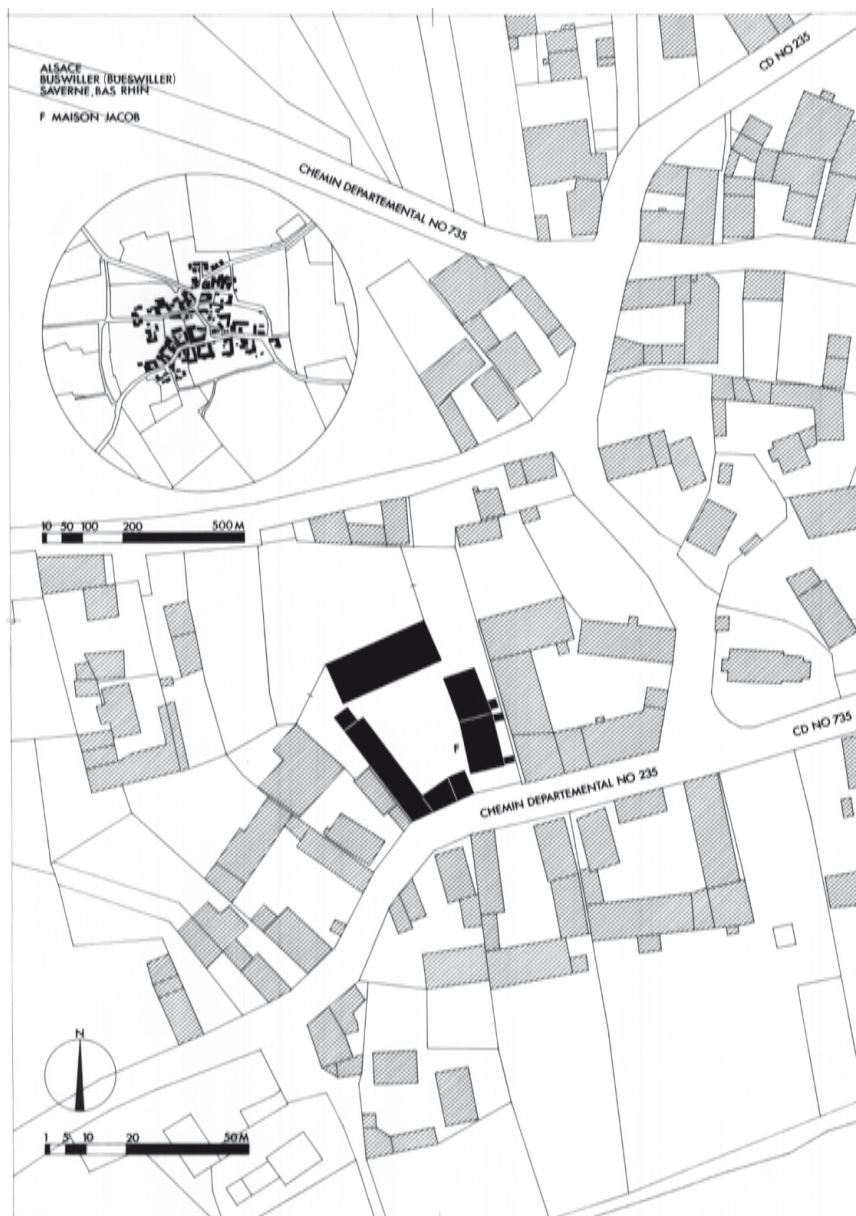 ALSACE
BUSWILLER (BUESWILLER)
SAVERNE, BAS RHIN
F MAISON JACOB
CD NO 235
CHEMIN DEPARTEMENTAL NO 735
10 50 100 200 500 M
F
CD NO 735
CHEMIN DEPARTEMENTAL NO 235
N
1 5 10 20 50 M